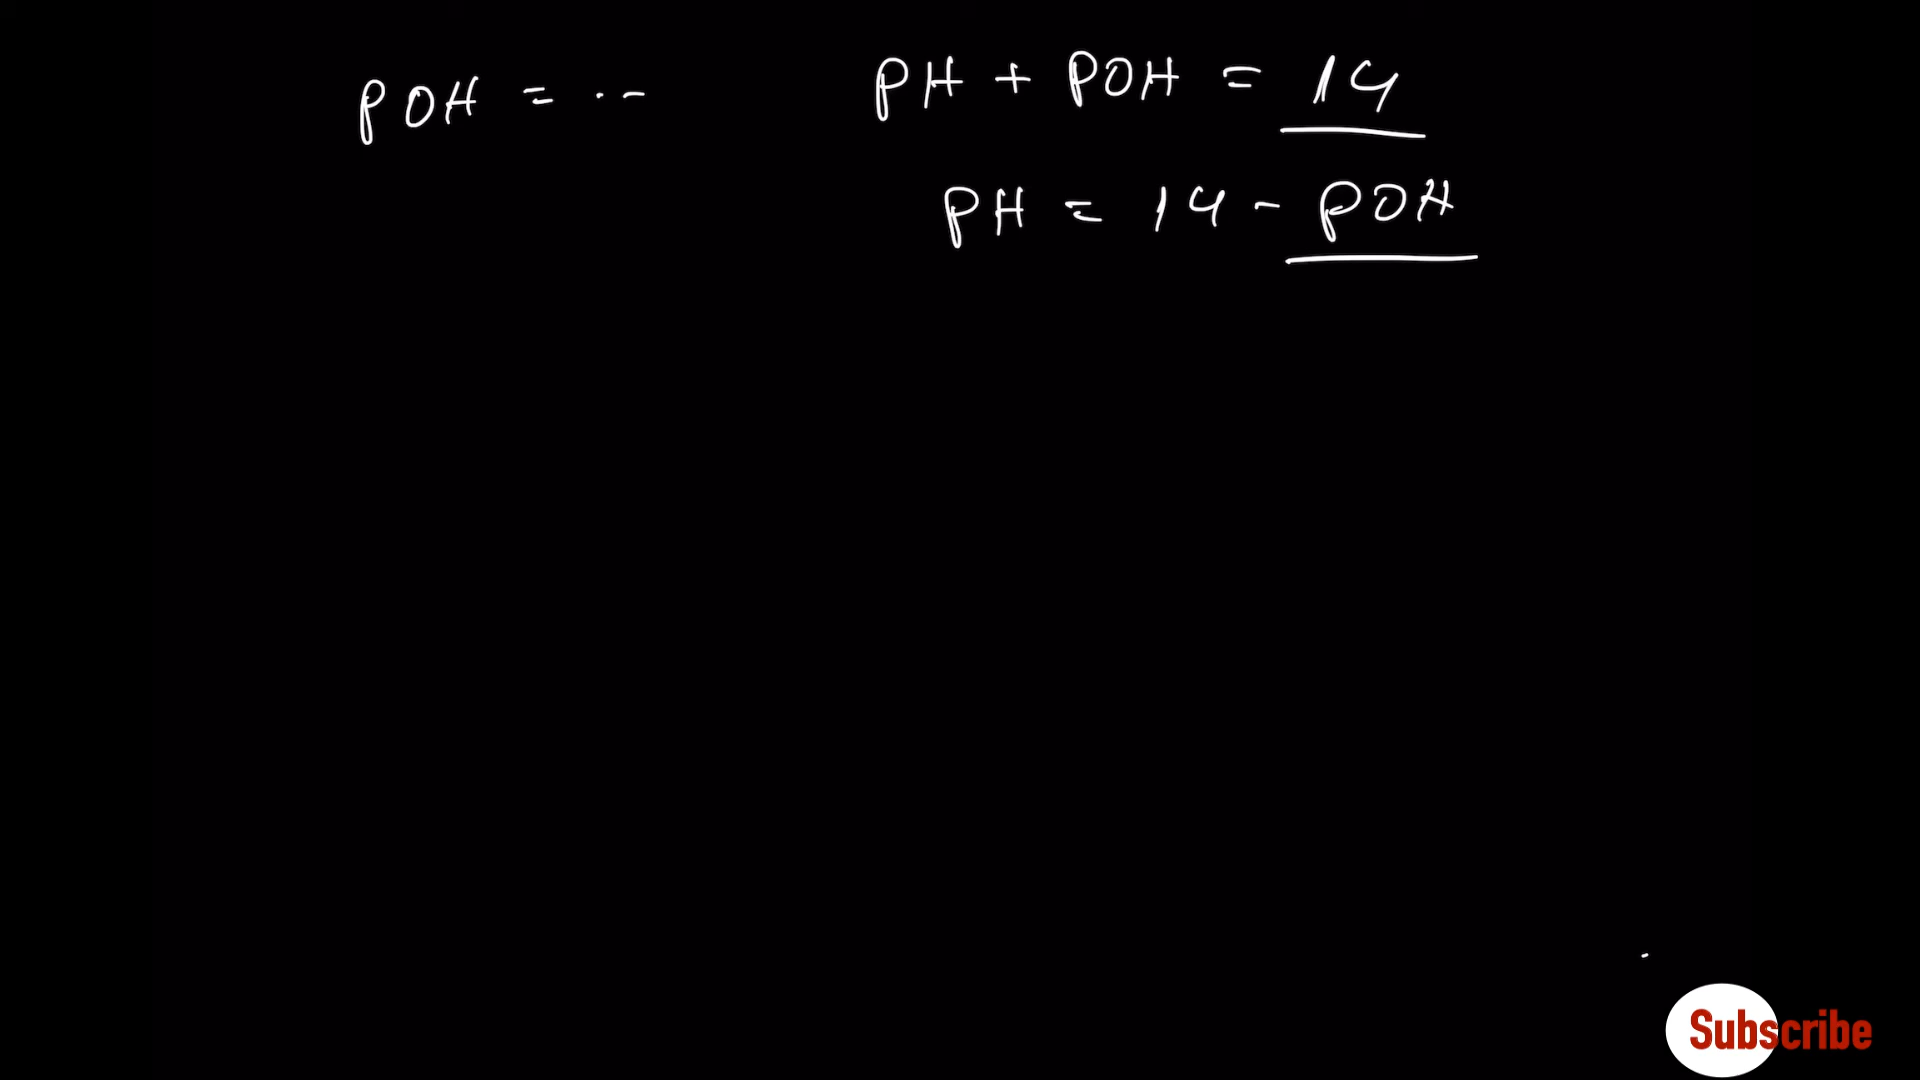 pOH = ..-
pH + pOH = 14
pH = 14 - pOH
Subscribe